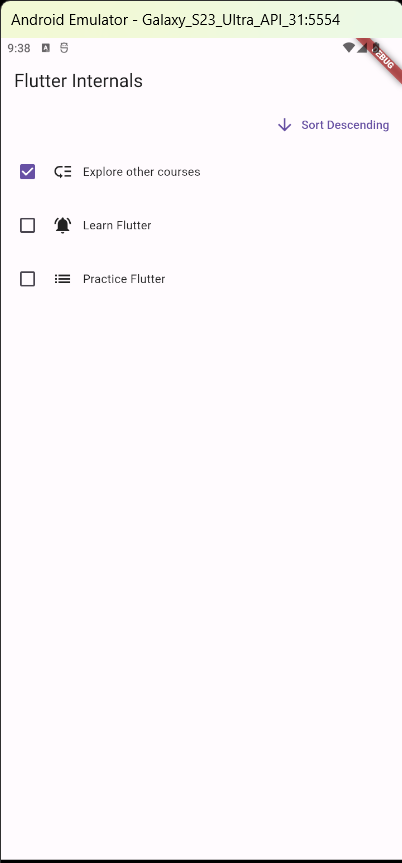 Android Emulator - Galaxy_S23_Ultra_API_31:5554
9:38
DEBUG
Flutter Internals
Sort Descending
Explore other courses
Learn Flutter
Practice Flutter